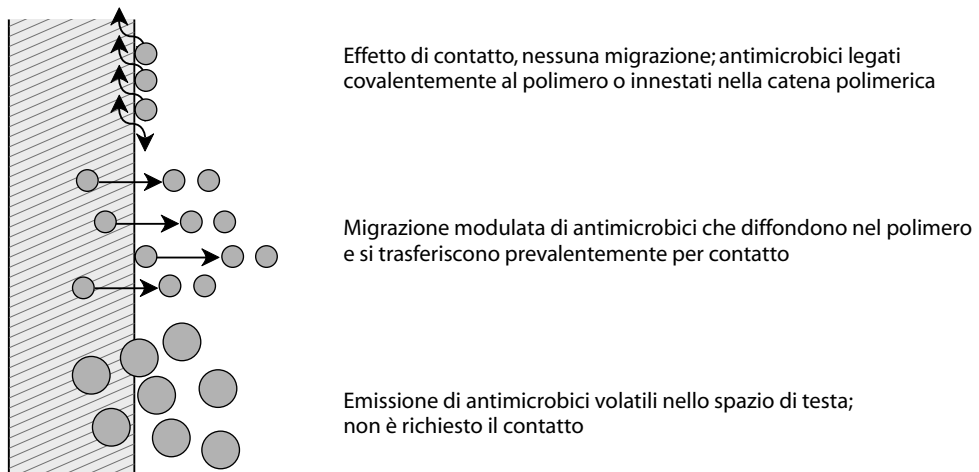 Effetto di contatto, nessuna migrazione; antimicrobici legati
covalentemente al polimero o innestati nella catena polimerica
Migrazione modulata di antimicrobici che diffondono nel polimero
e si trasferiscono prevalentemente per contatto
Emissione di antimicrobici volatili nello spazio di testa;
non è richiesto il contatto